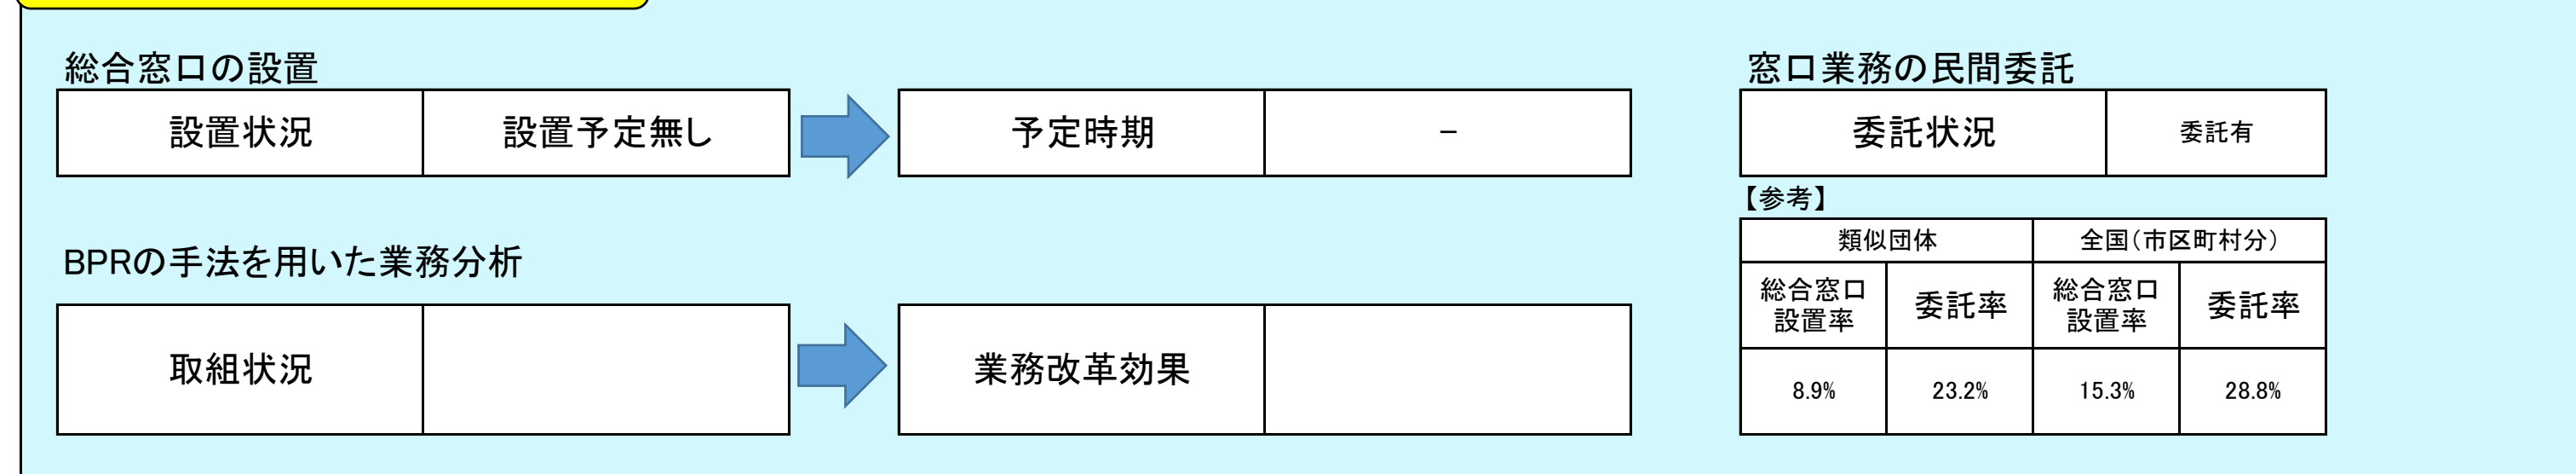 総合窓口の設置
設置状況 設置予定無し 予定時期 －
BPRの手法を用いた業務分析
取組状況 業務改革効果
窓口業務の民間委託
委託状況 委託有
【参考】
類似団体 全国（市区町村分）
総合窓口
設置率
委託率
総合窓口
設置率
委託率
8.9% 23.2% 15.3% 28.8%